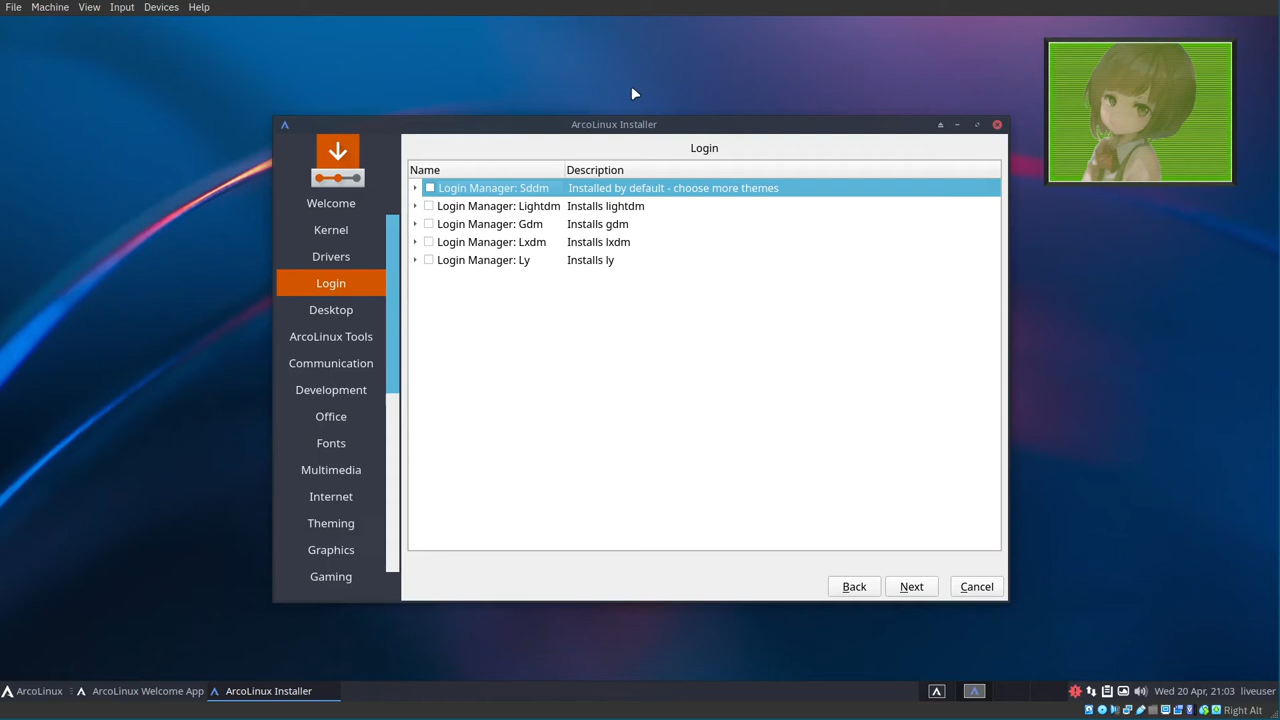 File Machine View Input Devices Help
ArcoLinux Installer
Welcome
Kernel
Drivers
Login
Desktop
ArcoLinux Tools
Communication
Development
Office
Fonts
Multimedia
Internet
Theming
Graphics
Gaming
Login
Name Description
Login Manager: Sddm Installed by default - choose more themes
Login Manager: Lightdm Installs lightdm
Login Manager: Gdm Installs gdm
Login Manager: Lxdm Installs lxdm
Login Manager: Ly Installs ly
Back Next Cancel
ArcoLinux ArcoLinux Welcome App ArcoLinux Installer Wed 20 Apr, 21:03 liveuser
Right Alt